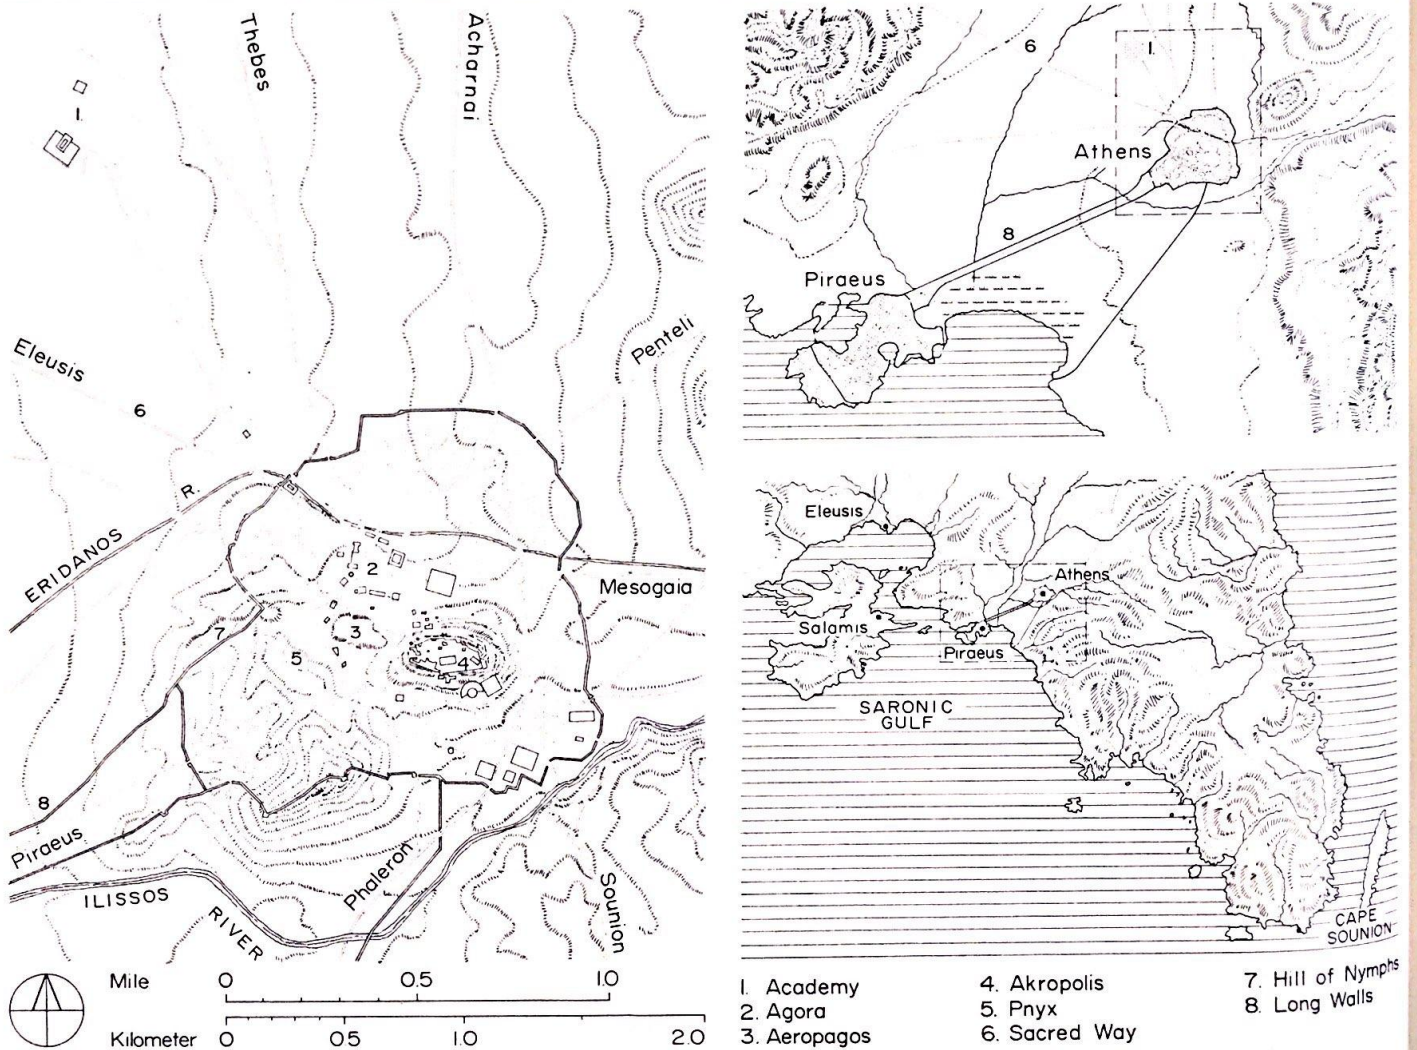 Thebes
Acharnai
1.
Eleusis
6
Penteli
R.
ERIDANOS
2
Mesogaia
7
3
5
4
8
Piraeus
Phaleron
Sounion
ILISSOS
RIVER
Mile 0 0.5 1.0
Kilometer 0 0.5 1.0 2.0
6
1.
Athens
8
Piraeus
Eleusis
Athens
Salamis
Piraeus
SARONIC
GULF
CAPE
SOUNION
1. Academy
2. Agora
3. Aeropagos
4. Akropolis
5. Pnyx
6. Sacred Way
7. Hill of Nymphs
8. Long Walls